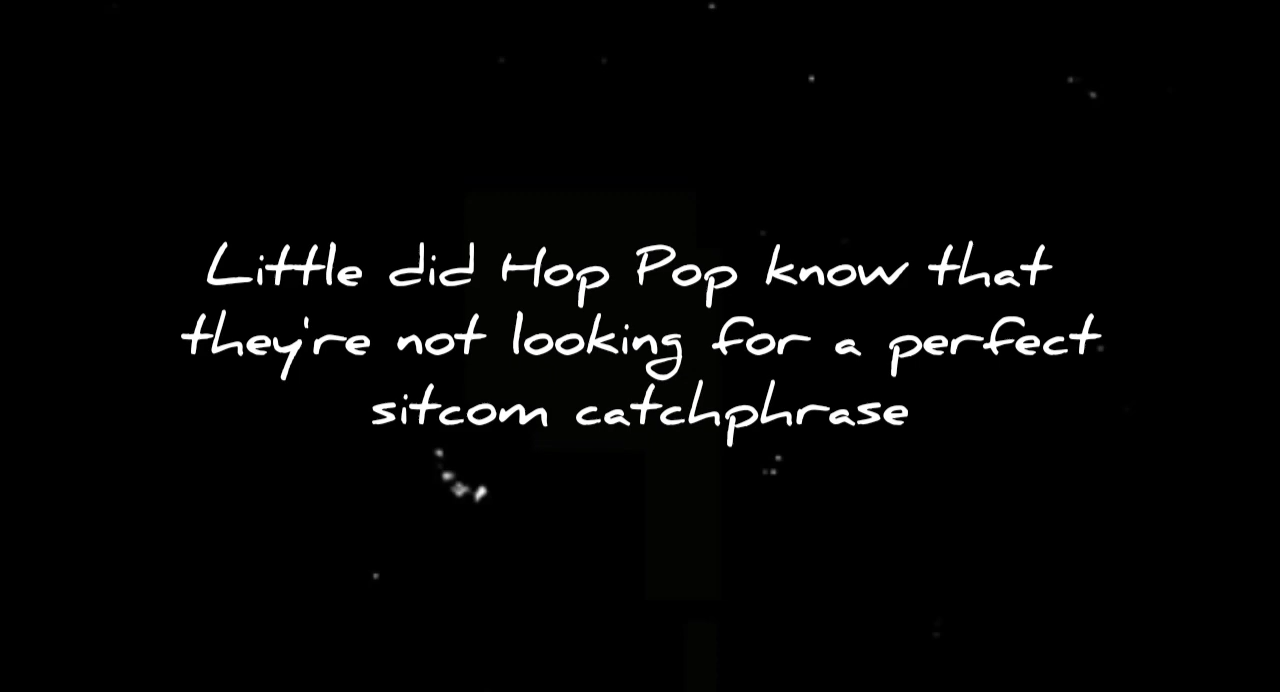 Little did Hop Pop know that
they're not looking for a perfect
sitcom catchphrase